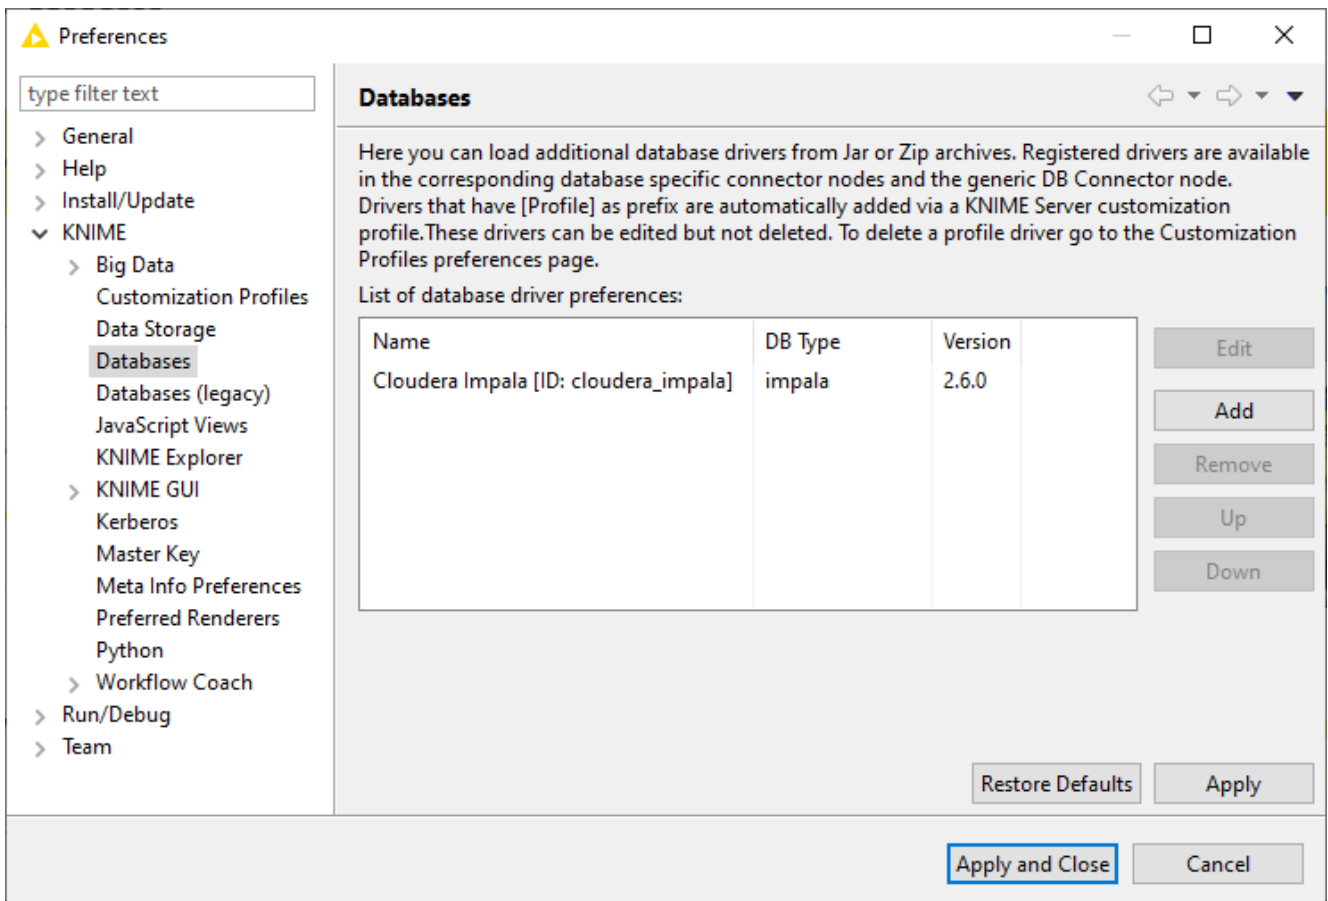 Preferences
type filter text
General
Help
Install/Update
KNIME
Big Data
Customization Profiles
Data Storage
Databases
Databases (legacy)
JavaScript Views
KNIME Explorer
KNIME GUI
Kerberos
Master Key
Meta Info Preferences
Preferred Renderers
Python
Workflow Coach
Run/Debug
Team
Databases
Here you can load additional database drivers from Jar or Zip archives. Registered drivers are available
in the corresponding database specific connector nodes and the generic DB Connector node.
Drivers that have [Profile] as prefix are automatically added via a KNIME Server customization
profile.These drivers can be edited but not deleted. To delete a profile driver go to the Customization
Profiles preferences page.
List of database driver preferences:
Name DB Type Version
Cloudera Impala [ID: cloudera_impala] impala 2.6.0
Edit
Add
Remove
Up
Down
Restore Defaults Apply
Apply and Close Cancel